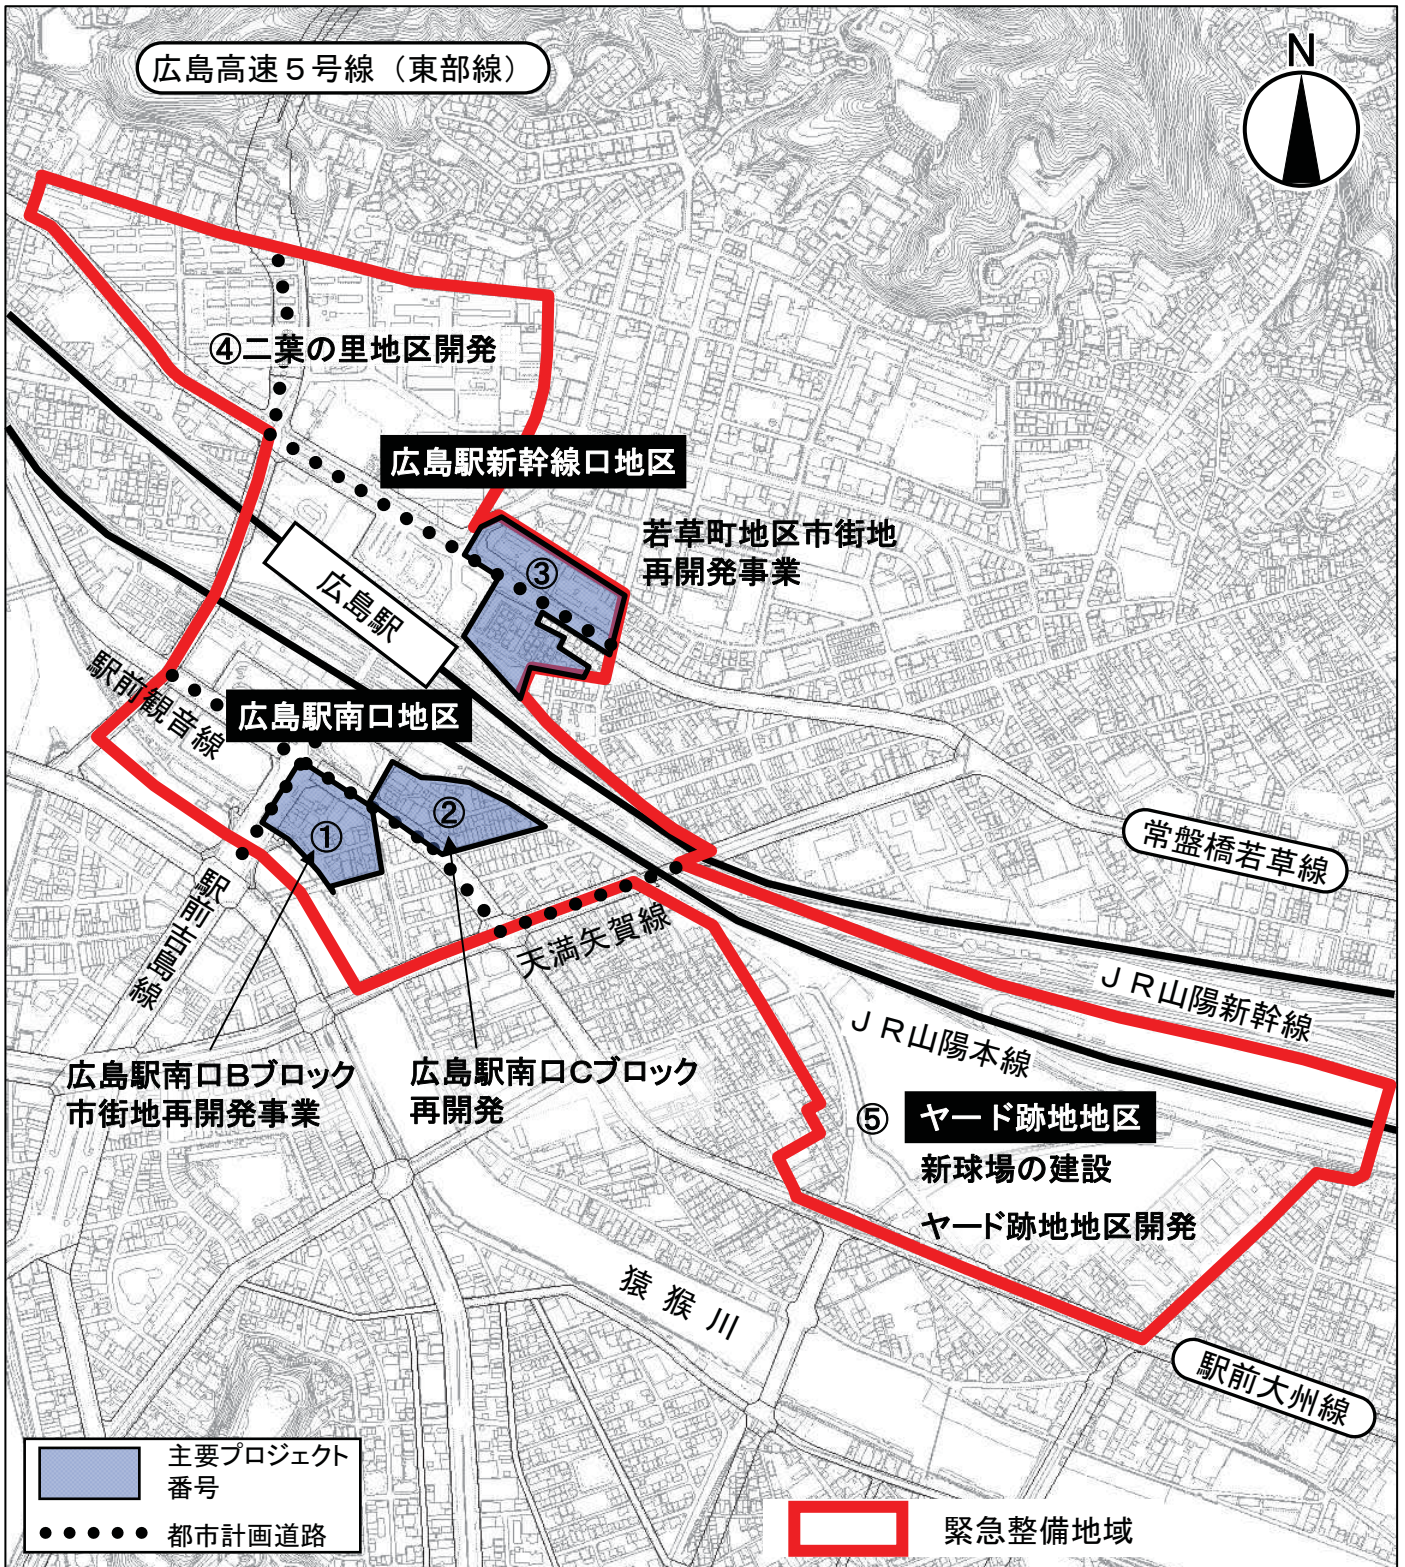 広島高速５号線（東部線）
N
④二葉の里地区開発
広島駅新幹線口地区
若草町地区市街地
再開発事業
③
広島駅
駅前観音線
広島駅南口地区
①
②
常盤橋若草線
駅前吉島線
天満矢賀線
ＪＲ山陽新幹線
ＪＲ山陽本線
広島駅南口Bブロック
市街地再開発事業
広島駅南口Cブロック
再開発
⑤ ヤード跡地地区
新球場の建設
ヤード跡地地区開発
猿猴川
駅前大州線
主要プロジェクト
番号
都市計画道路
緊急整備地域